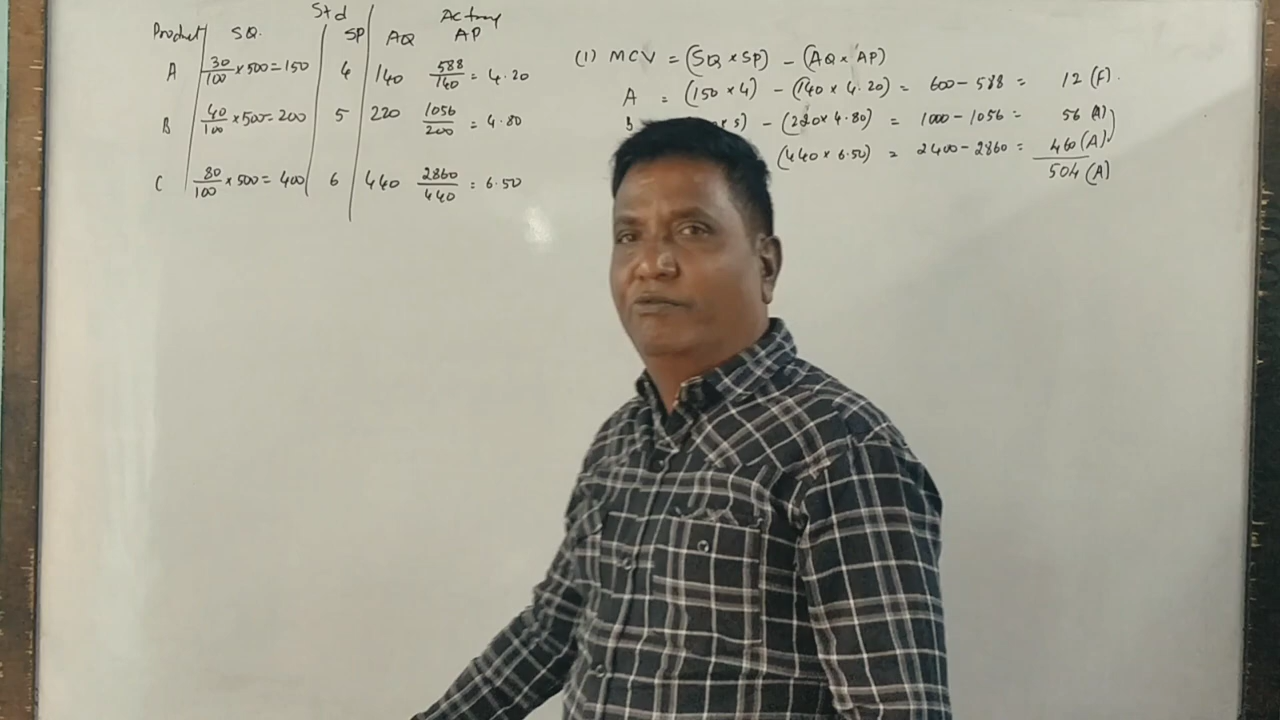 Std
Actual
Product SQ. SP AQ AP
A 30/100 × 500 = 150 4 140 588/140 = 4.20
B 40/100 × 500 = 200 5 220 1056/200 = 4.80
C 80/100 × 500 = 400 6 440 2860/440 = 6.50
(1) MCV = (SQ × SP) - (AQ × AP)
A = (150 × 4) - (140 × 4.20) = 600 - 588 = 12 (F).
B × 5) - (220 × 4.80) = 1000 - 1056 = 56 (A)
(440 × 6.50) = 2400 - 2860 = 460 (A)
504 (A)